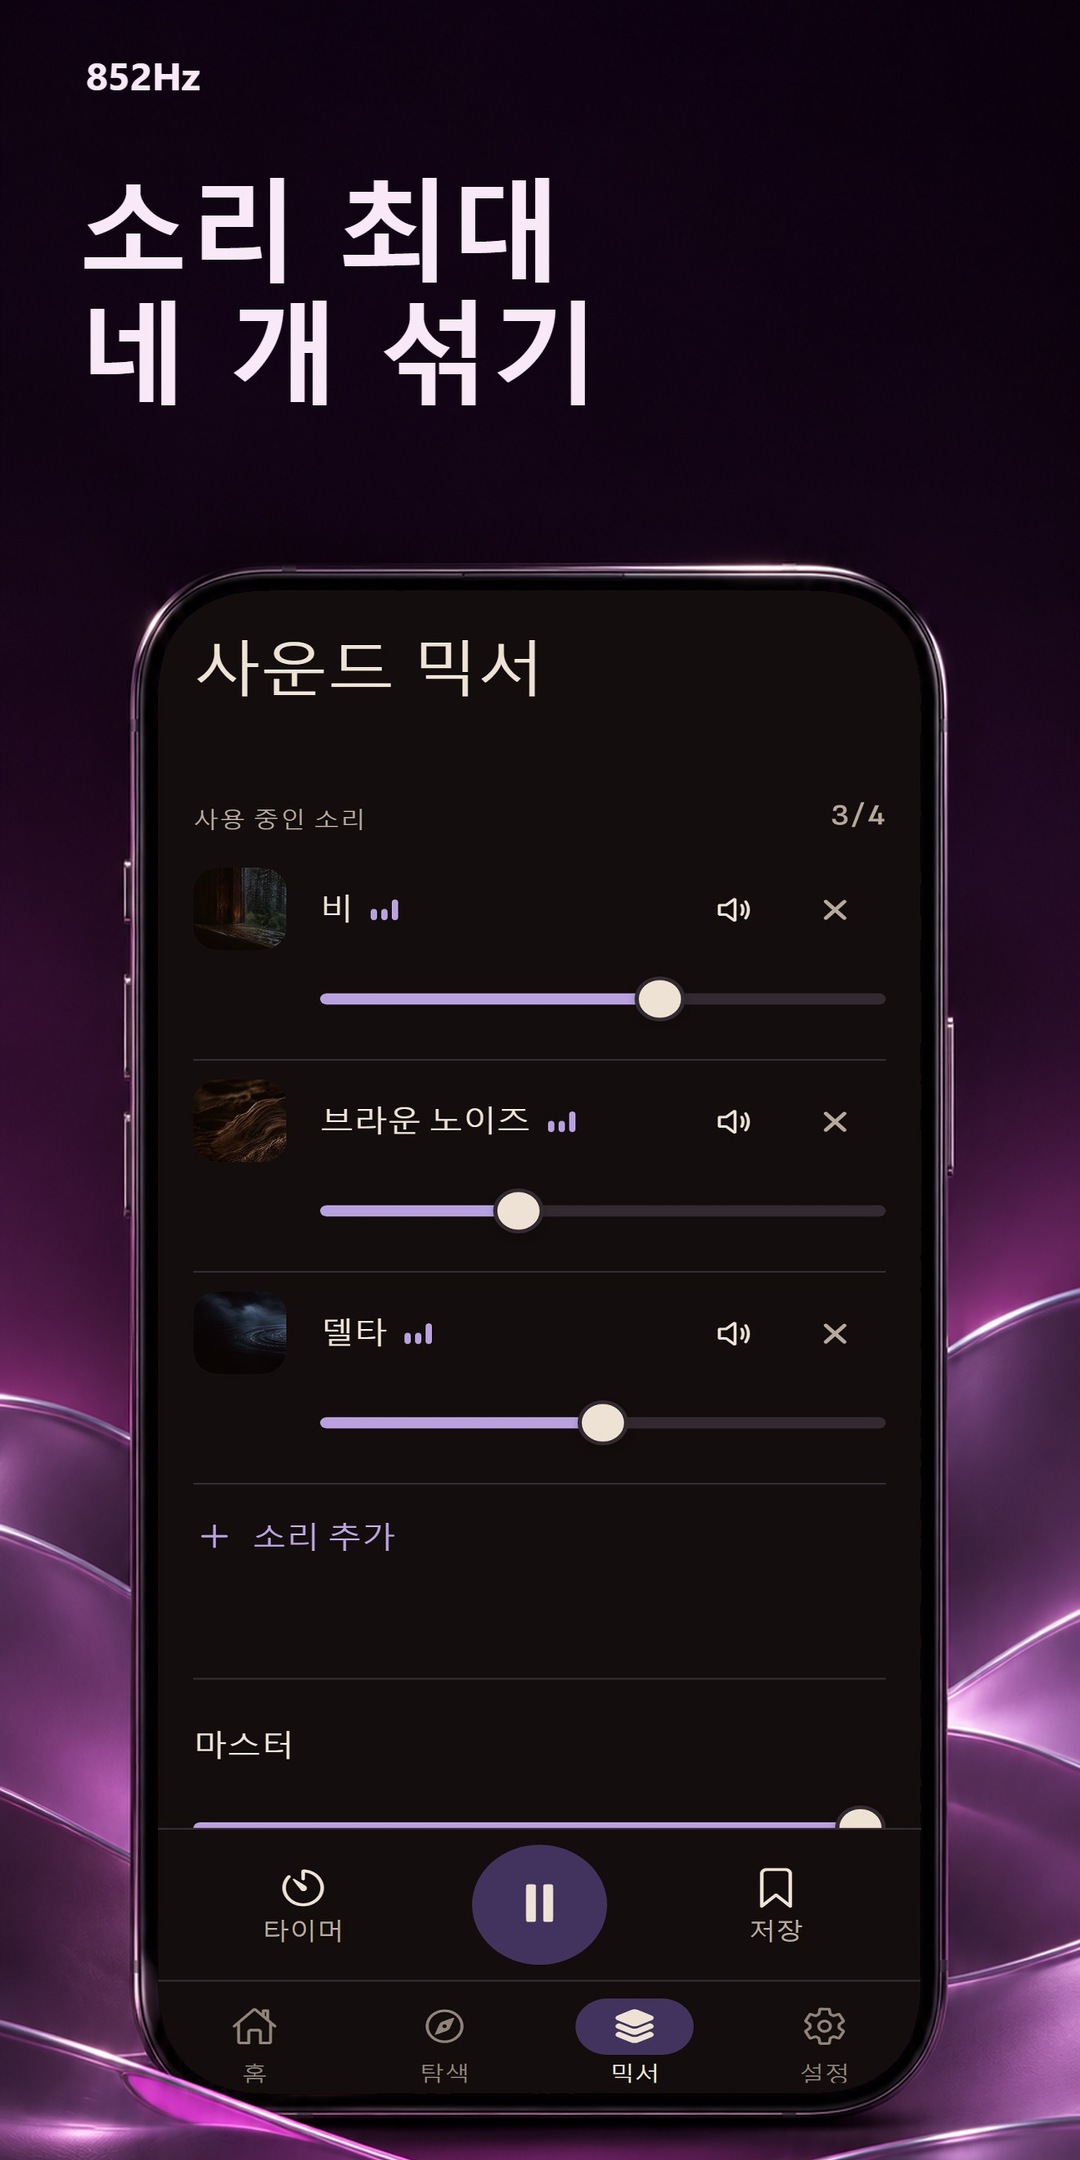 852Hz
소리 최대
네 개 섞기
사운드 믹서
사용 중인 소리 3/4
비
브라운 노이즈
델타
소리 추가
마스터
타이머 저장
홈 탐색 믹서 설정